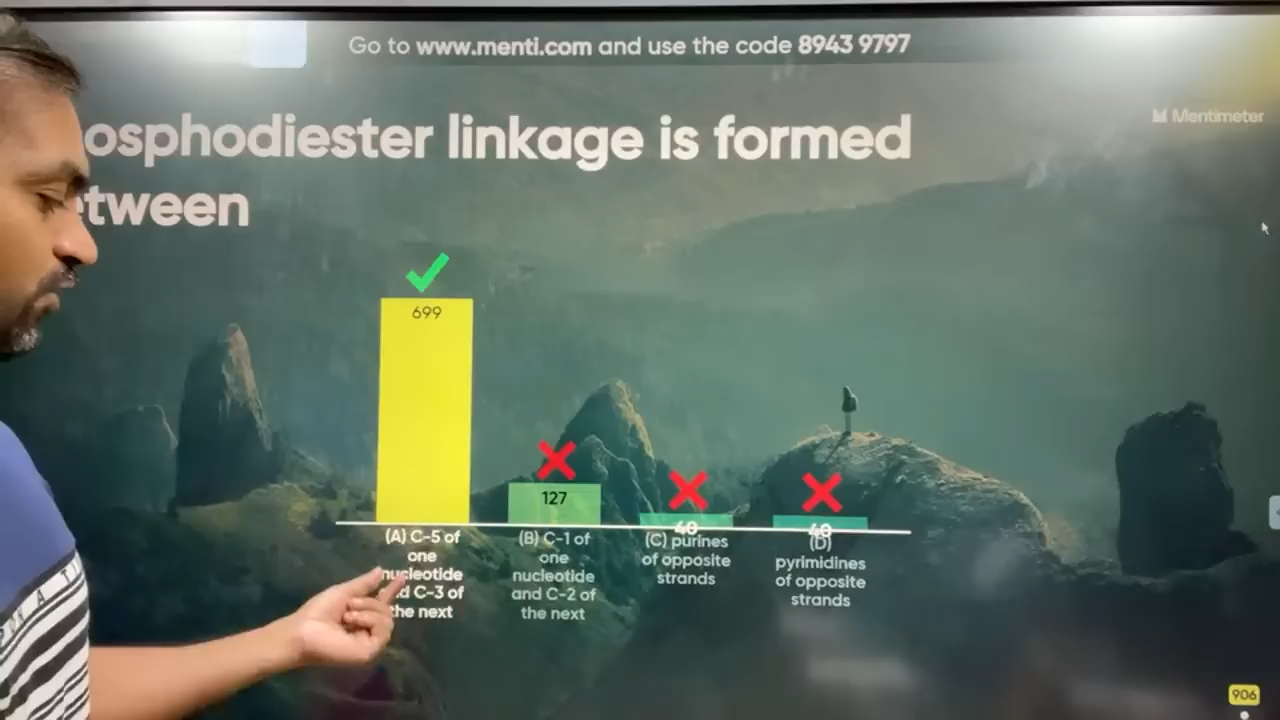 Go to www.menti.com and use the code 8943 9797
Mentimeter
osphodiester linkage is formed
tween
699
127
40
40
(A) C-5 of
one
nucleotide
nd C-3 of
the next
(B) C-1 of
one
nucleotide
and C-2 of
the next
(C) purines
of opposite
strands
(D)
pyrimidines
of opposite
strands
906